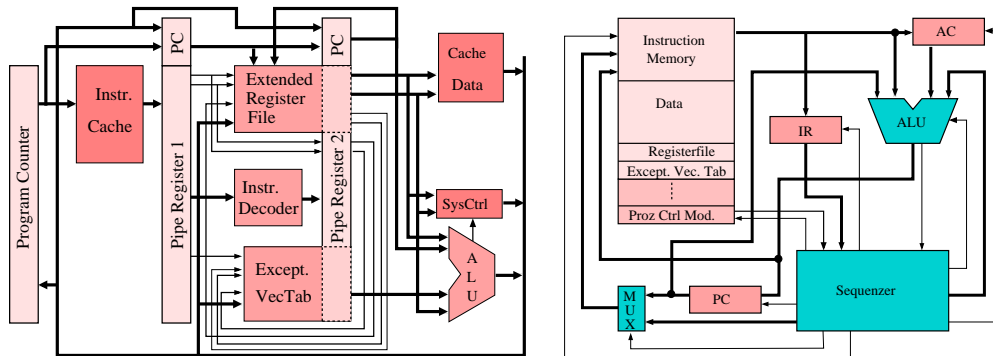 Program Counter
Instr.
Cache
PC
Pipe Register 1
Extended
Register
File
Instr.
Decoder
Except.
VecTab
PC
Pipe Register 2
Cache
Data
SysCtrl
A
L
U
Instruction
Memory
Data
Registerfile
Except. Vec. Tab
Proz Ctrl Mod.
AC
IR
ALU
M
U
X
PC
Sequenzer